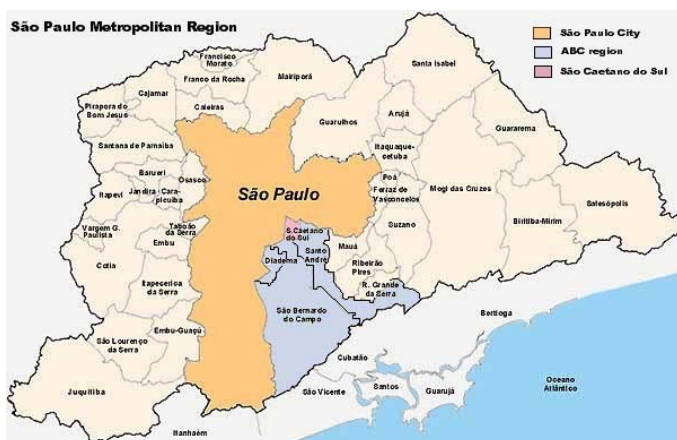 São Paulo Metropolitan Region
São Paulo City
ABC region
São Caetano do Sul
Francisco
Morato
Franco da Rocha
Mairiporã
Santa Isabel
Cajamar
Pirapora do
Bom Jesus
Caieiras
Guarulhos
Arujá
Guararema
Santana de Parnaíba
Itaquaque-
cetuba
Barueri
Osasco
Itapevi
Jandira
Cara-
picuíba
São Paulo
Poá
Ferraz de
Vasconcelos
Mogi das Cruzes
Salesópolis
Biritiba-Mirim
Vargem G.
Paulista
Taboão
da Serra
Embu
Suzano
S.Caetano
do Sul
Santo
André
Mauá
Cotia
Diadema
Ribeirão
Pires
Itapecerica
da Serra
R. Grande
da Serra
São Bernardo
do Campo
Bertioga
Embu-Guaçú
São Lourenço
da Serra
Cubatão
Juquitiba
São Vicente
Santos
Guarujá
Oceano
Atlântico
Itanhaém